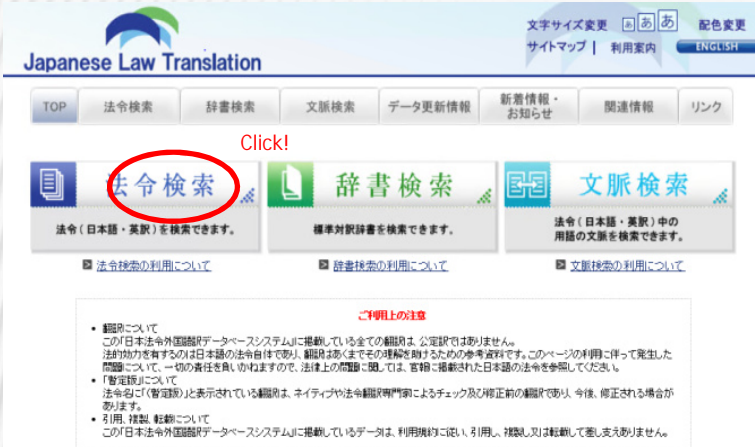 文字サイズ変更 あ あ あ 配色変更
Japanese Law Translation
サイトマップ | 利用案内 ENGLISH
TOP 法令検索 辞書検索 文脈検索 データ更新情報 新着情報・お知らせ 関連情報 リンク
Click!
法令検索 辞書検索 文脈検索
法令(日本語・英訳)を検索できます。 標準対訳辞書を検索できます。 法令(日本語・英訳)中の
用語の文脈を検索できます。
法令検索の利用について 辞書検索の利用について 文脈検索の利用について
ご利用上の注意
• 翻訳について
この「日本法令外国語訳データベースシステム」に掲載している全ての翻訳は、公定訳ではありません。
法的効力を有するのは日本語の法令自体であり、翻訳はあくまでその理解を助けるための参考資料です。このページの利用に伴って発生した
問題について、一切の責任を負いかねますので、法律上の問題に関しては、官報に掲載された日本語の法令を参照してください。
• 「暫定版」について
法令名に「(暫定版)」と表示されている翻訳は、ネイティブや法令翻訳専門家によるチェック及び修正前の翻訳であり、今後、修正される場合が
あります。
• 引用、複製、転載について
この「日本法令外国語訳データベースシステム」に掲載しているデータは、利用規約に従い、引用し、複製し、又は転載して差し支えありません。